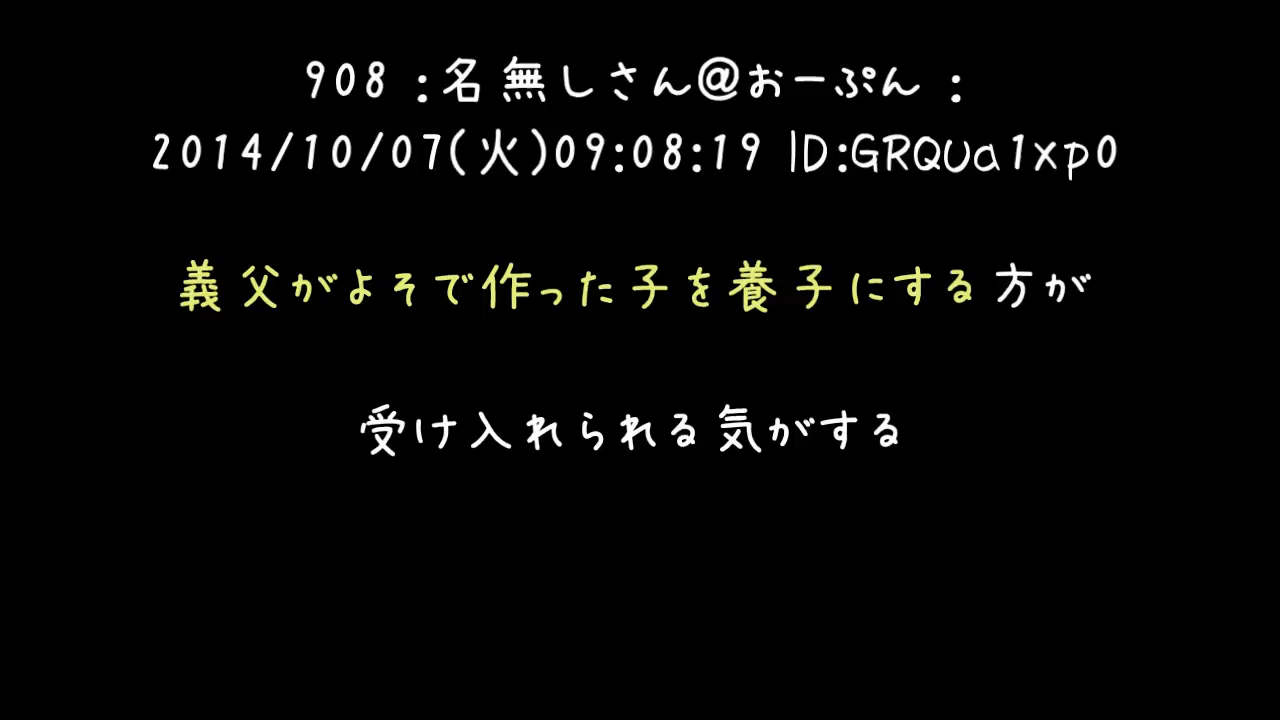 908 :名無しさん@おーぷん :
2014/10/07(火)09:08:19 ID:GRQUa1xp0
義父がよそで作った子を養子にする方が
受け入れられる気がする